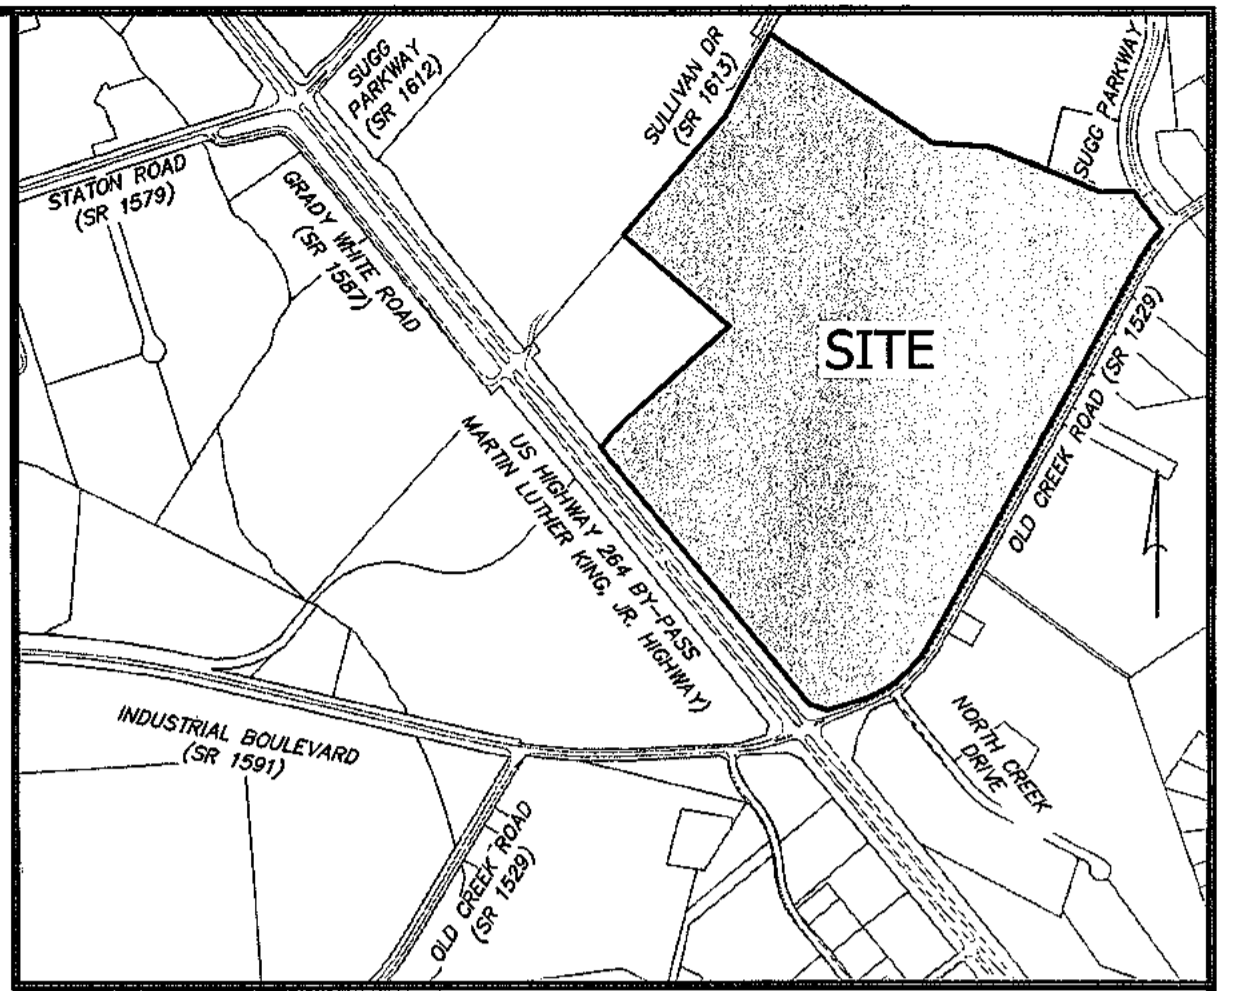 SUGG
PARKWAY
(SR 1612)
SULLIVAN DR
(SR 1613)
SUGG PARKWAY
STATON ROAD
(SR 1579)
GRADY WHITE ROAD
(SR 1587)
SITE
OLD CREEK ROAD (SR 1529)
US HIGHWAY 264 BY-PASS
MARTIN LUTHER KING, JR. HIGHWAY)
INDUSTRIAL BOULEVARD
(SR 1591)
NORTH CREEK
DRIVE
OLD CREEK ROAD
(SR 1529)